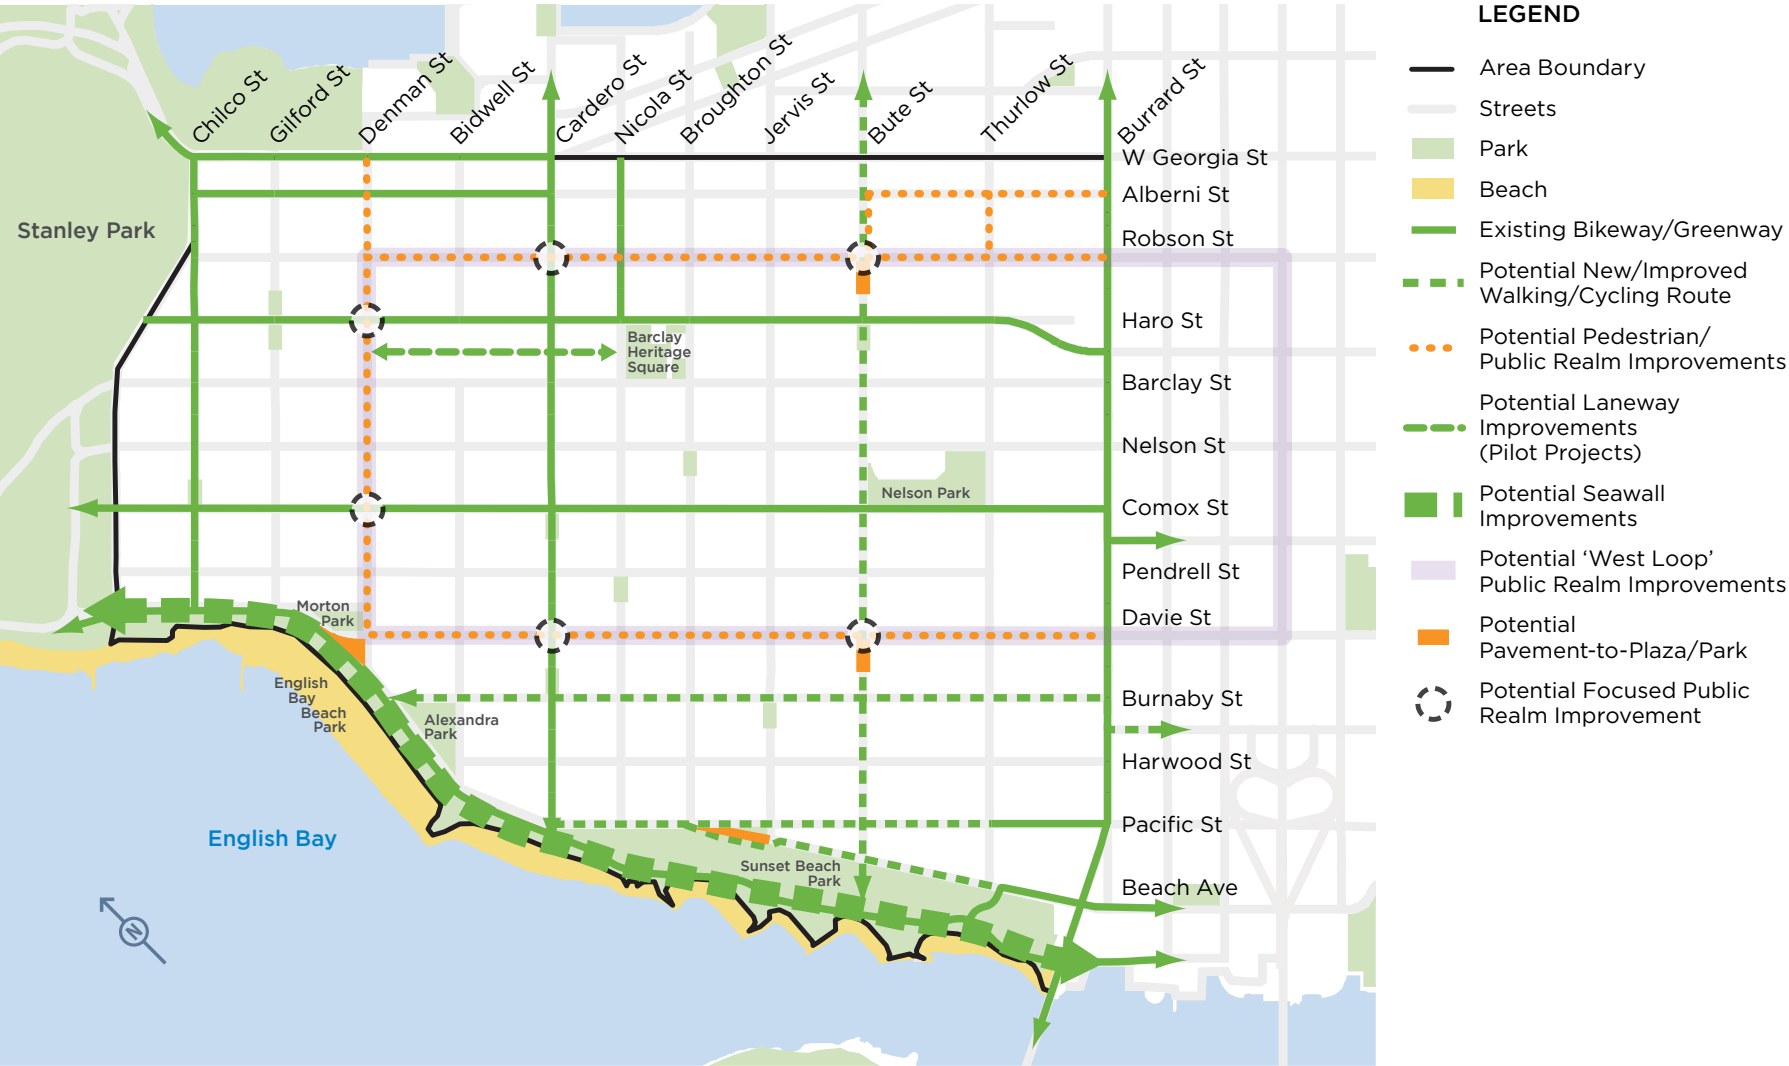 LEGEND
Area Boundary
Streets
Park
Beach
Existing Bikeway/Greenway
Potential New/Improved
Walking/Cycling Route
Potential Pedestrian/
Public Realm Improvements
Potential Laneway
Improvements
(Pilot Projects)
Potential Seawall
Improvements
Potential ‘West Loop’
Public Realm Improvements
Potential
Pavement-to-Plaza/Park
Potential Focused Public
Realm Improvement
Chilco St
Gilford St
Denman St
Bidwell St
Cardero St
Nicola St
Broughton St
Jervis St
Bute St
Thurlow St
Burrard St
W Georgia St
Alberni St
Robson St
Haro St
Barclay St
Nelson St
Comox St
Pendrell St
Davie St
Burnaby St
Harwood St
Pacific St
Beach Ave
Stanley Park
Barclay
Heritage
Square
Nelson Park
Morton
Park
English
Bay
Beach
Park
Alexandra
Park
Sunset Beach
Park
English Bay
N